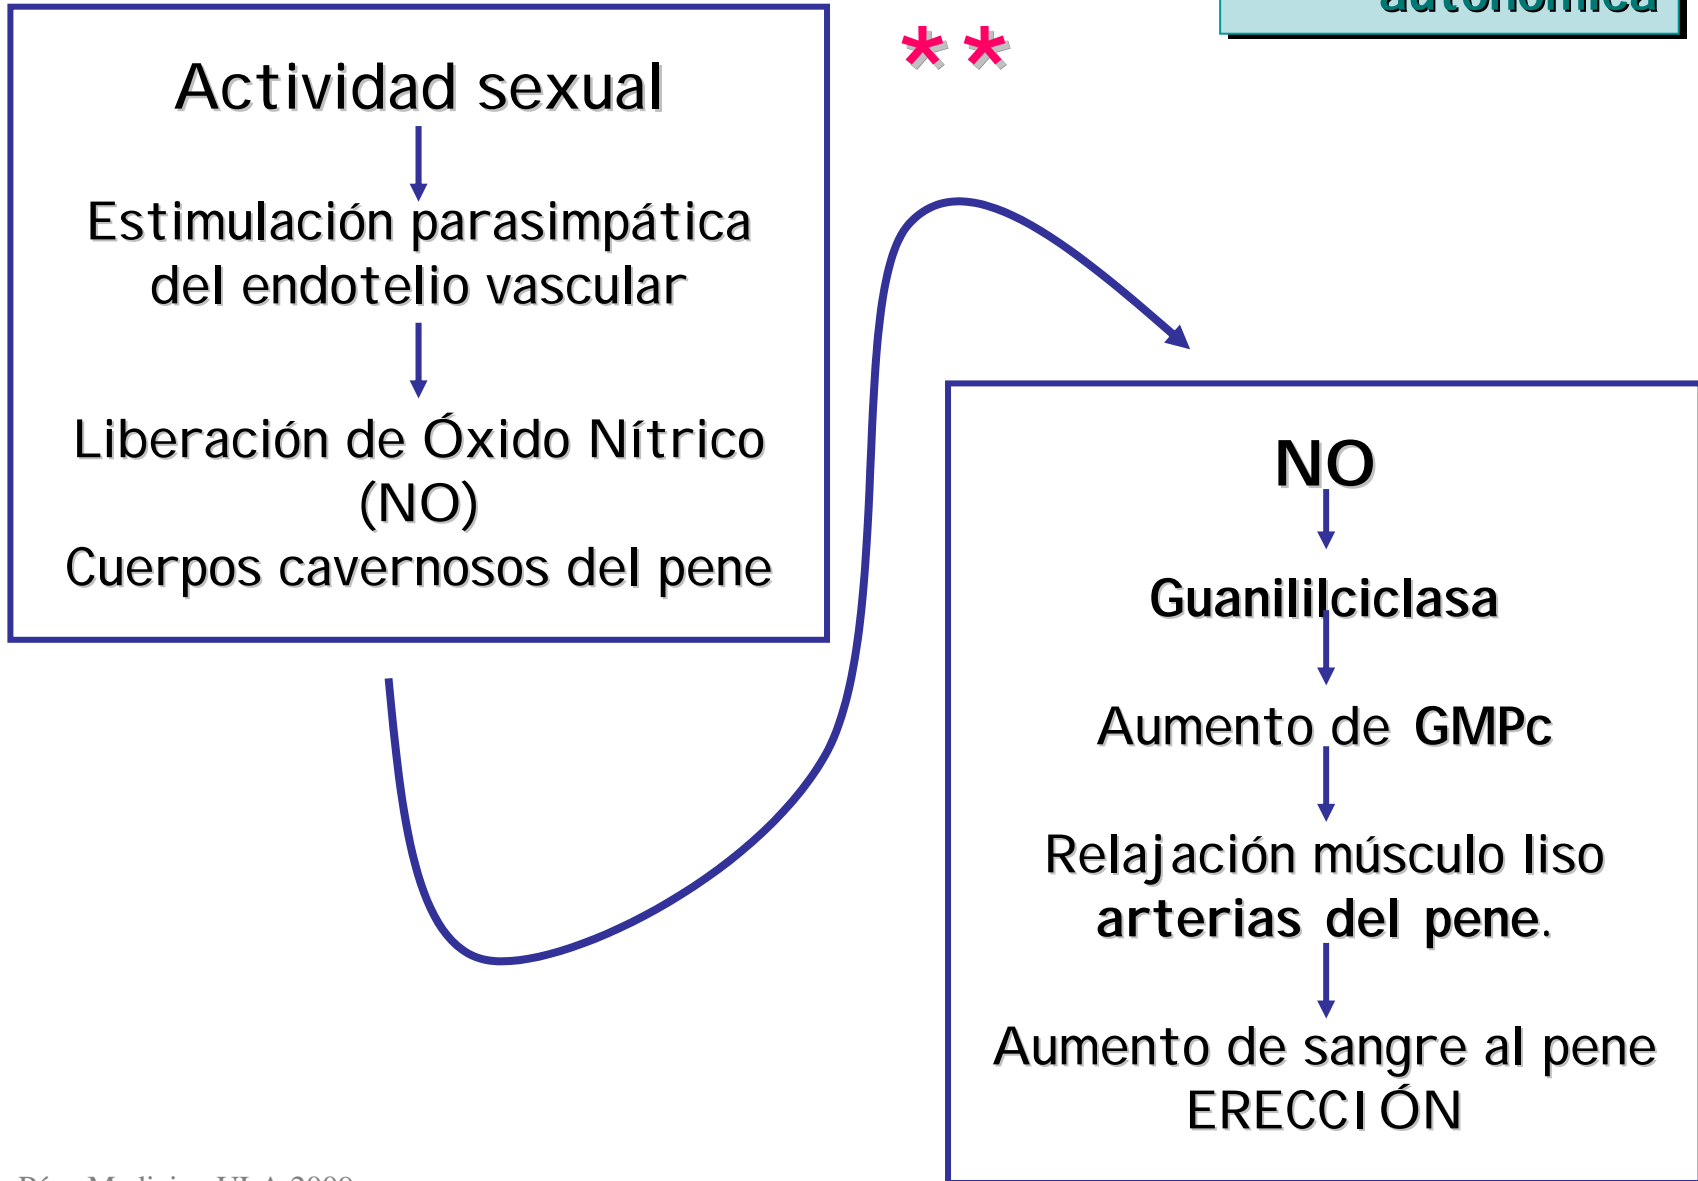 autonómica
**
Actividad sexual
Estimulación parasimpática
del endotelio vascular
Liberación de Óxido Nítrico
(NO)
Cuerpos cavernosos del pene
NO
Guanililciclasa
Aumento de GMPc
Relajación músculo liso
arterias del pene.
Aumento de sangre al pene
ERECCIÓN